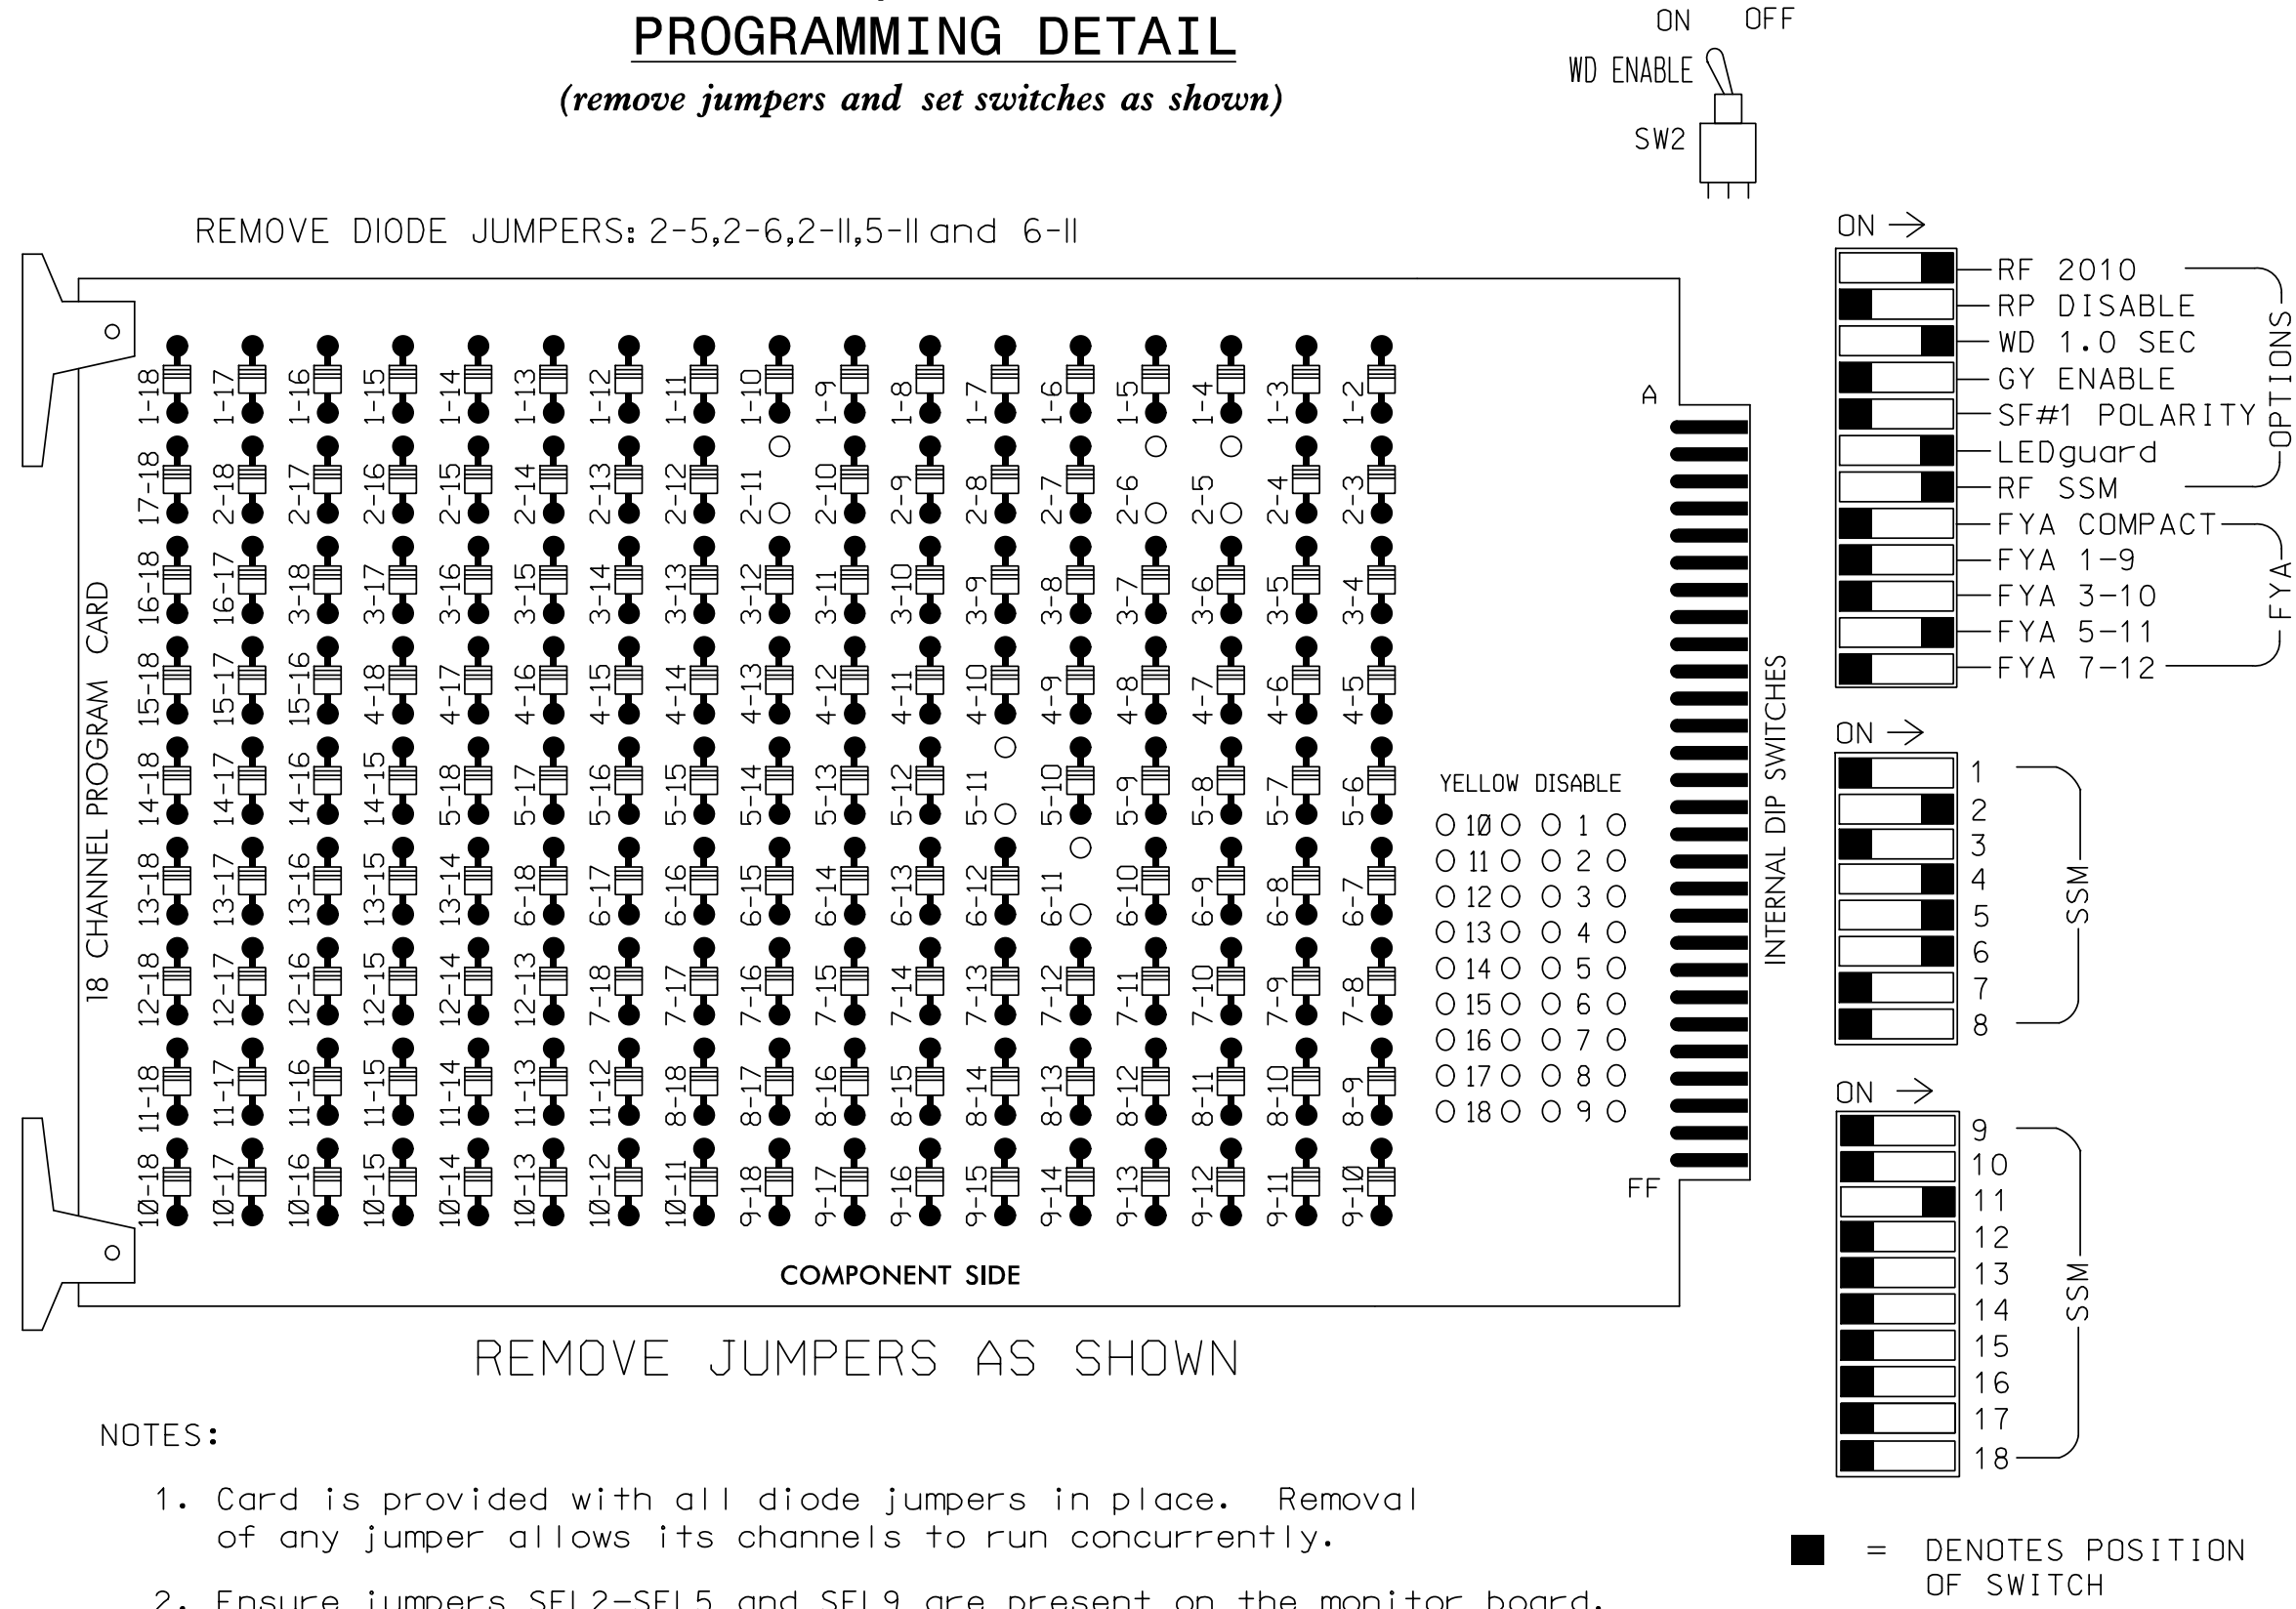 PROGRAMMING DETAIL
(remove jumpers and set switches as shown)
ON OFF
WD ENABLE
SW2
REMOVE DIODE JUMPERS: 2-5,2-6,2-11,5-11 and 6-11
18 CHANNEL PROGRAM CARD
1-18 1-17 1-16 1-15 1-14 1-13 1-12 1-11 1-10 1-9 1-8 1-7 1-6 1-5 1-4 1-3 1-2
17-18 2-18 2-17 2-16 2-15 2-14 2-13 2-12 2-11 2-10 2-9 2-8 2-7 2-6 2-5 2-4 2-3
16-18 16-17 3-18 3-17 3-16 3-15 3-14 3-13 3-12 3-11 3-10 3-9 3-8 3-7 3-6 3-5 3-4
15-18 15-17 15-16 4-18 4-17 4-16 4-15 4-14 4-13 4-12 4-11 4-10 4-9 4-8 4-7 4-6 4-5
14-18 14-17 14-16 14-15 5-18 5-17 5-16 5-15 5-14 5-13 5-12 5-11 5-10 5-9 5-8 5-7 5-6
13-18 13-17 13-16 13-15 13-14 6-18 6-17 6-16 6-15 6-14 6-13 6-12 6-11 6-10 6-9 6-8 6-7
12-18 12-17 12-16 12-15 12-14 12-13 7-18 7-17 7-16 7-15 7-14 7-13 7-12 7-11 7-10 7-9 7-8
11-18 11-17 11-16 11-15 11-14 11-13 11-12 8-18 8-17 8-16 8-15 8-14 8-13 8-12 8-11 8-10 8-9
10-18 10-17 10-16 10-15 10-14 10-13 10-12 10-11 9-18 9-17 9-16 9-15 9-14 9-13 9-12 9-11 9-10
YELLOW DISABLE
10 1
11 2
12 3
13 4
14 5
15 6
16 7
17 8
18 9
A
FF
COMPONENT SIDE
INTERNAL DIP SWITCHES
ON →
RF 2010
RP DISABLE
WD 1.0 SEC
GY ENABLE
SF#1 POLARITY
LEDguard
RF SSM
OPTIONS
FYA COMPACT
FYA 1-9
FYA 3-10
FYA 5-11
FYA 7-12
FYA
ON →
1
2
3
4
5
6
7
8
SSM
ON →
9
10
11
12
13
14
15
16
17
18
SSM
REMOVE JUMPERS AS SHOWN
NOTES:
1. Card is provided with all diode jumpers in place. Removal
of any jumper allows its channels to run concurrently.
2. Ensure jumpers SEL2-SEL5 and SEL9 are present on the monitor board.
= DENOTES POSITION
OF SWITCH